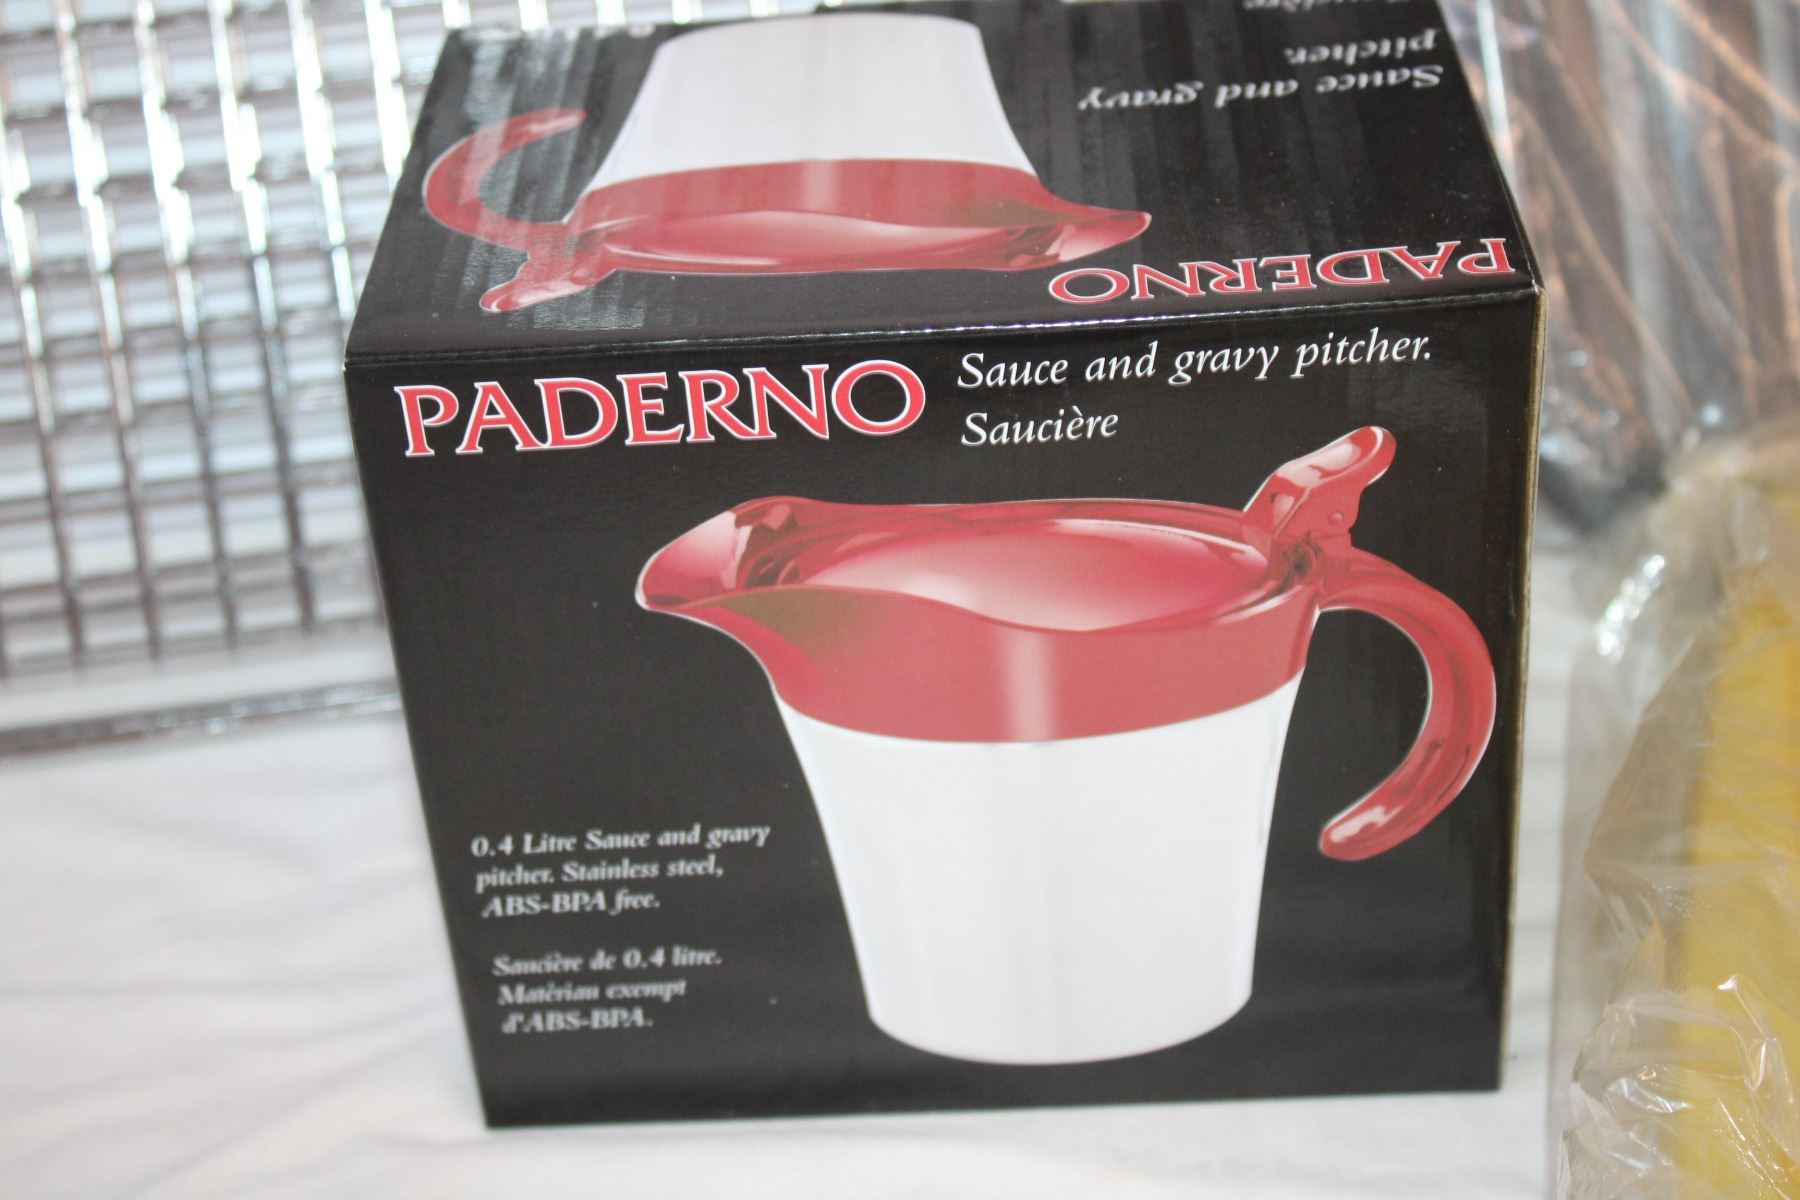 Saucière
Sauce and gravy
pitcher.
PADERNO
PADERNO
Sauce and gravy pitcher.
Saucière
0.4 Litre Sauce and gravy
pitcher. Stainless steel,
ABS-BPA free.
Saucière de 0.4 litre.
Matériau exempt
d'ABS-BPA.